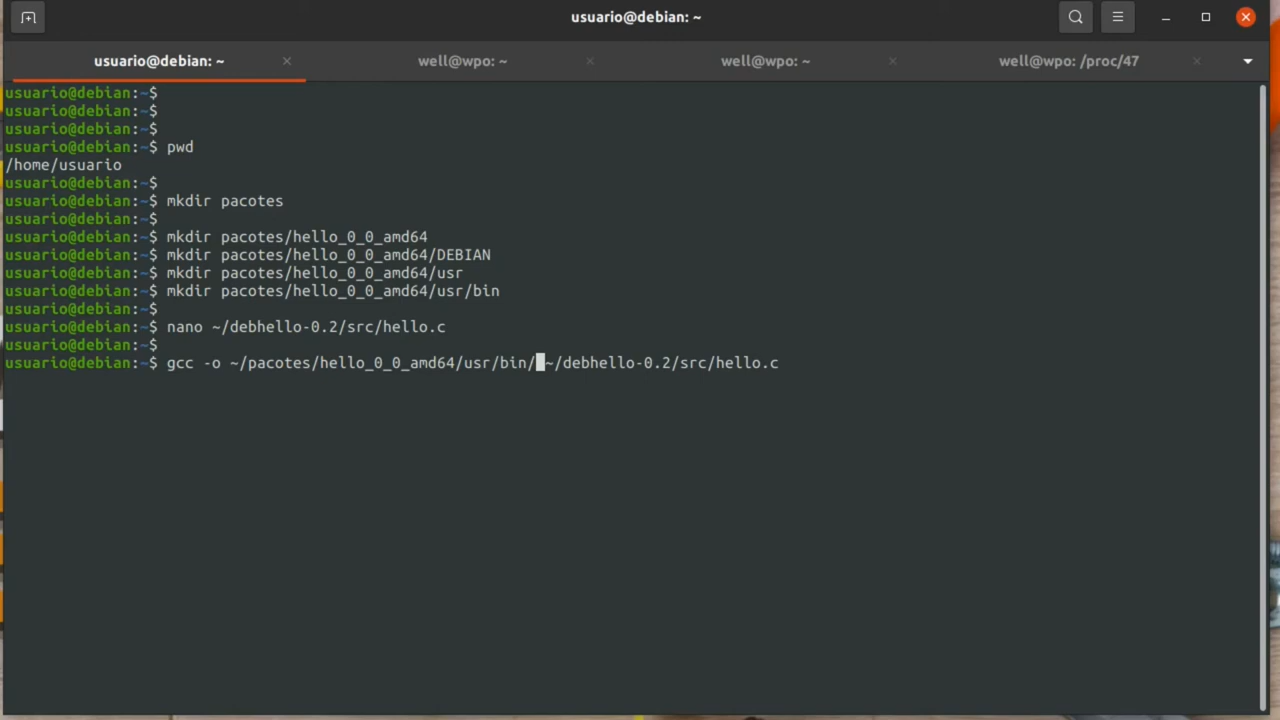 usuario@debian: ~
usuario@debian: ~
well@wpo: ~
well@wpo: ~
well@wpo: /proc/47
usuario@debian:~$
usuario@debian:~$
usuario@debian:~$
usuario@debian:~$ pwd
/home/usuario
usuario@debian:~$
usuario@debian:~$ mkdir pacotes
usuario@debian:~$
usuario@debian:~$ mkdir pacotes/hello_0_0_amd64
usuario@debian:~$ mkdir pacotes/hello_0_0_amd64/DEBIAN
usuario@debian:~$ mkdir pacotes/hello_0_0_amd64/usr
usuario@debian:~$ mkdir pacotes/hello_0_0_amd64/usr/bin
usuario@debian:~$
usuario@debian:~$ nano ~/debhello-0.2/src/hello.c
usuario@debian:~$
usuario@debian:~$ gcc -o ~/pacotes/hello_0_0_amd64/usr/bin/ ~/debhello-0.2/src/hello.c